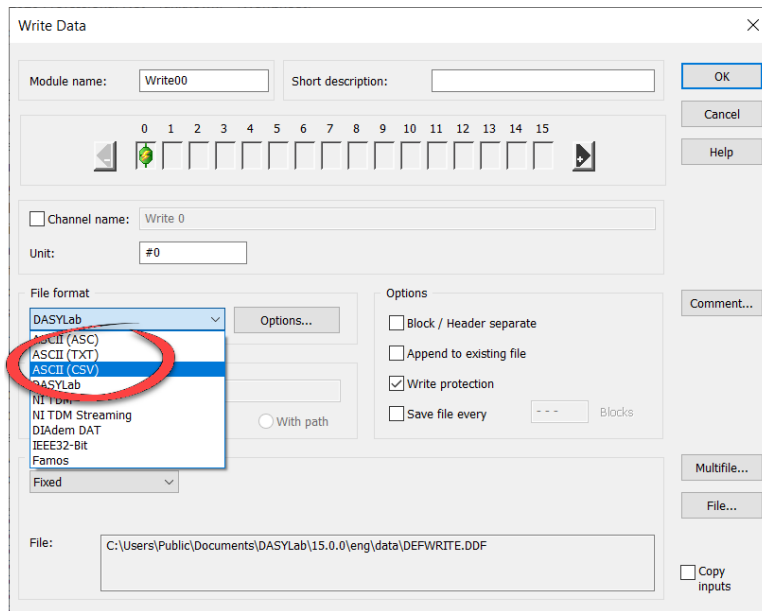 Write Data
Module name: Write00 Short description: OK
Cancel
0 1 2 3 4 5 6 7 8 9 10 11 12 13 14 15
Help
Channel name: Write 0
Unit: #0
File format Options
DASYLab Options... Comment...
Block / Header separate
ASCII (ASC)
ASCII (TXT) Append to existing file
ASCII (CSV)
DASYLab Write protection
NI TDM
NI TDM Streaming With path Save file every - - - Blocks
DIAdem DAT
IEEE32-Bit
Famos
Multifile...
Fixed
File...
File: C:\Users\Public\Documents\DASYLab\15.0.0\eng\data\DEFWRITE.DDF
Copy
inputs